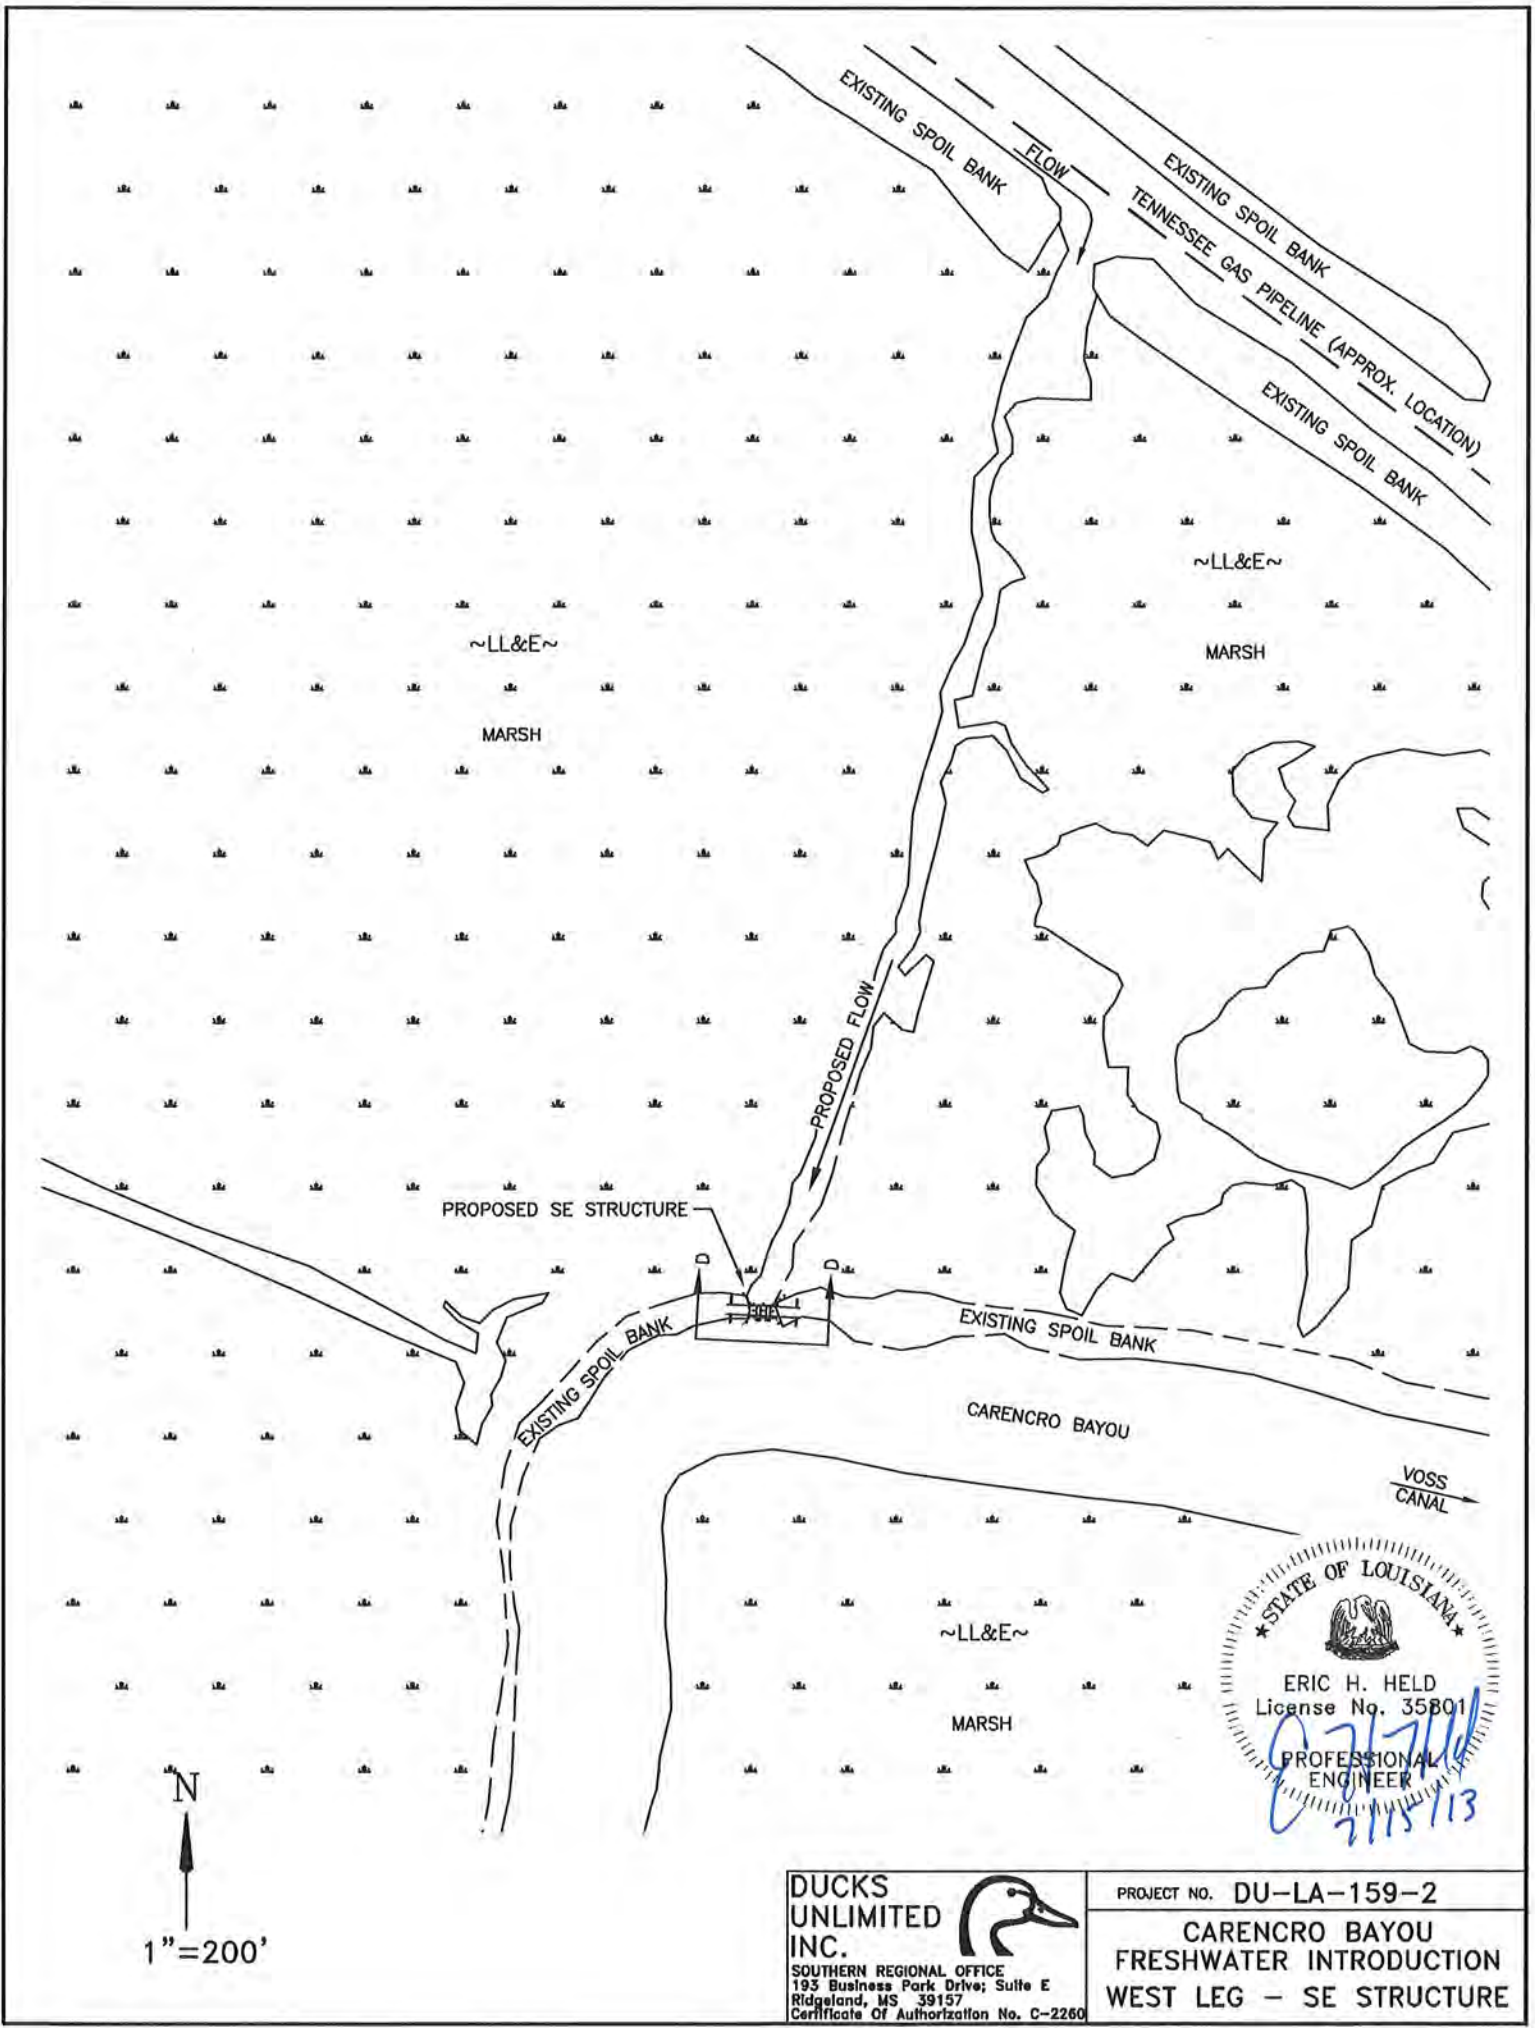 EXISTING SPOIL BANK
FLOW
EXISTING SPOIL BANK
TENNESSEE GAS PIPELINE (APPROX. LOCATION)
EXISTING SPOIL BANK
~LL&E~
MARSH
~LL&E~
MARSH
PROPOSED FLOW
PROPOSED SE STRUCTURE
D
D
EXISTING SPOIL BANK
EXISTING SPOIL BANK
CARENCRO BAYOU
VOSS
CANAL
~LL&E~
MARSH
STATE OF LOUISIANA
ERIC H. HELD
License No. 35801
PROFESSIONAL
ENGINEER
7/15/13
N
1"=200'
DUCKS
UNLIMITED
INC.
SOUTHERN REGIONAL OFFICE
193 Business Park Drive; Suite E
Ridgeland, MS 39157
Certificate Of Authorization No. C-2260
PROJECT NO. DU-LA-159-2
CARENCRO BAYOU
FRESHWATER INTRODUCTION
WEST LEG - SE STRUCTURE